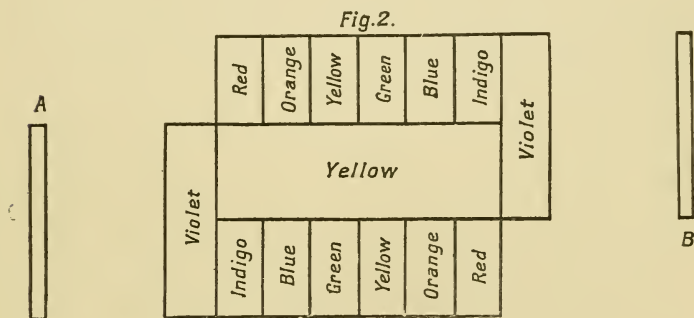 Fig.2.
Red Orange Yellow Green Blue Indigo
Violet
A
Yellow
Violet
B
Indigo Blue Green Yellow Orange Red